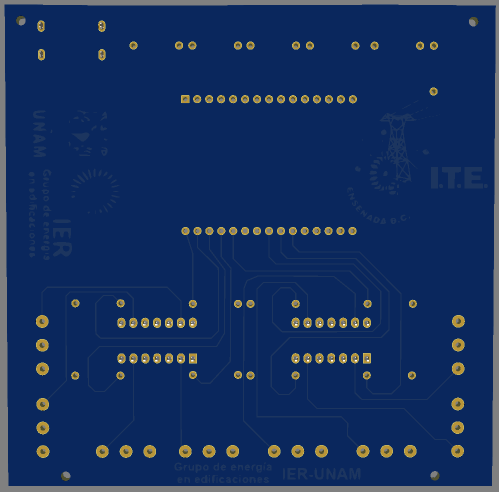 UNAM
Grupo de energía
en edificaciones
IER
ENSENADA B.C.
I.T.E.
Grupo de energía
en edificaciones
IER-UNAM